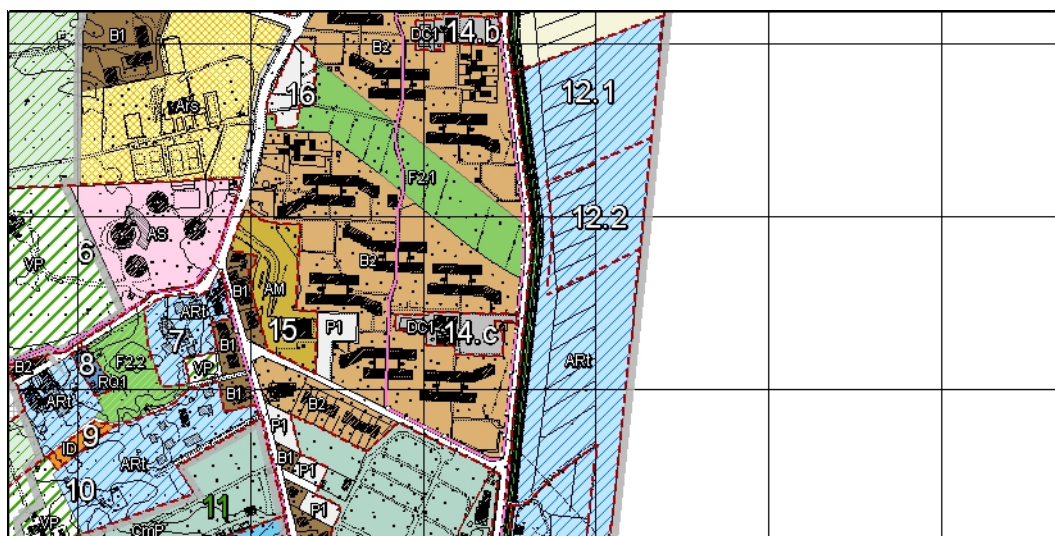 B1
B2
DC1
14.b
12.1
16
Ars
F2.1
12.2
6
AS
VP
B2
B1
AM
ARt
15
P1
DC1
14.c
ARt
7
B1
F2.2
VP
B2
8
RQ1
ARt
B1
B2
9
ID
P1
ARt
B1
P1
10
11
P1
VP
CmP